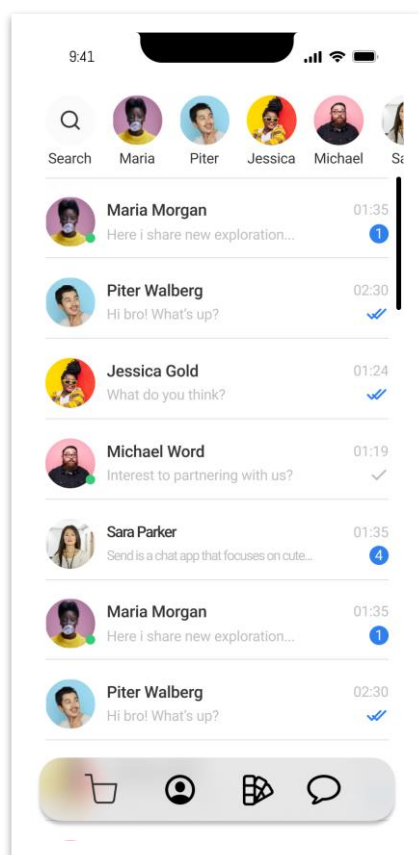 9:41
Search Maria Piter Jessica Michael Sa
Maria Morgan 01:35
Here i share new exploration... 1
Piter Walberg 02:30
Hi bro! What's up?
Jessica Gold 01:24
What do you think?
Michael Word 01:19
Interest to partnering with us?
Sara Parker 01:35
Send is a chat app that focuses on cute... 4
Maria Morgan 01:35
Here i share new exploration... 1
Piter Walberg 02:30
Hi bro! What's up?